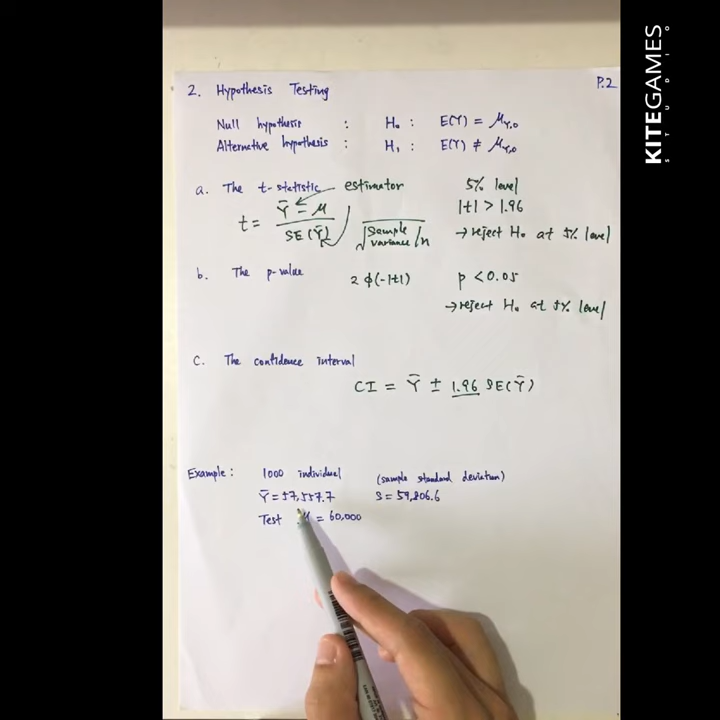 KITEGAMES
STUDIO
P.2
2. Hypothesis Testing
Null hypothesis : H₀ : E(Y) = μY,0
Alternative hypothesis : H₁ : E(Y) ≠ μY,0
a. The t-statistic estimator 5% level
t = Ȳ - μ / SE(Ȳ) √sample variance/n |t| > 1.96
→ reject H₀ at 5% level
b. The p-value 2 φ(-|t|) p < 0.05
→ reject H₀ at 5% level
c. The confidence interval
CI = Ȳ ± 1.96 SE(Ȳ)
Example : 1000 individual (sample standard deviation)
Ȳ = 57,557.7 S = 59,206.6
Test = 60,000